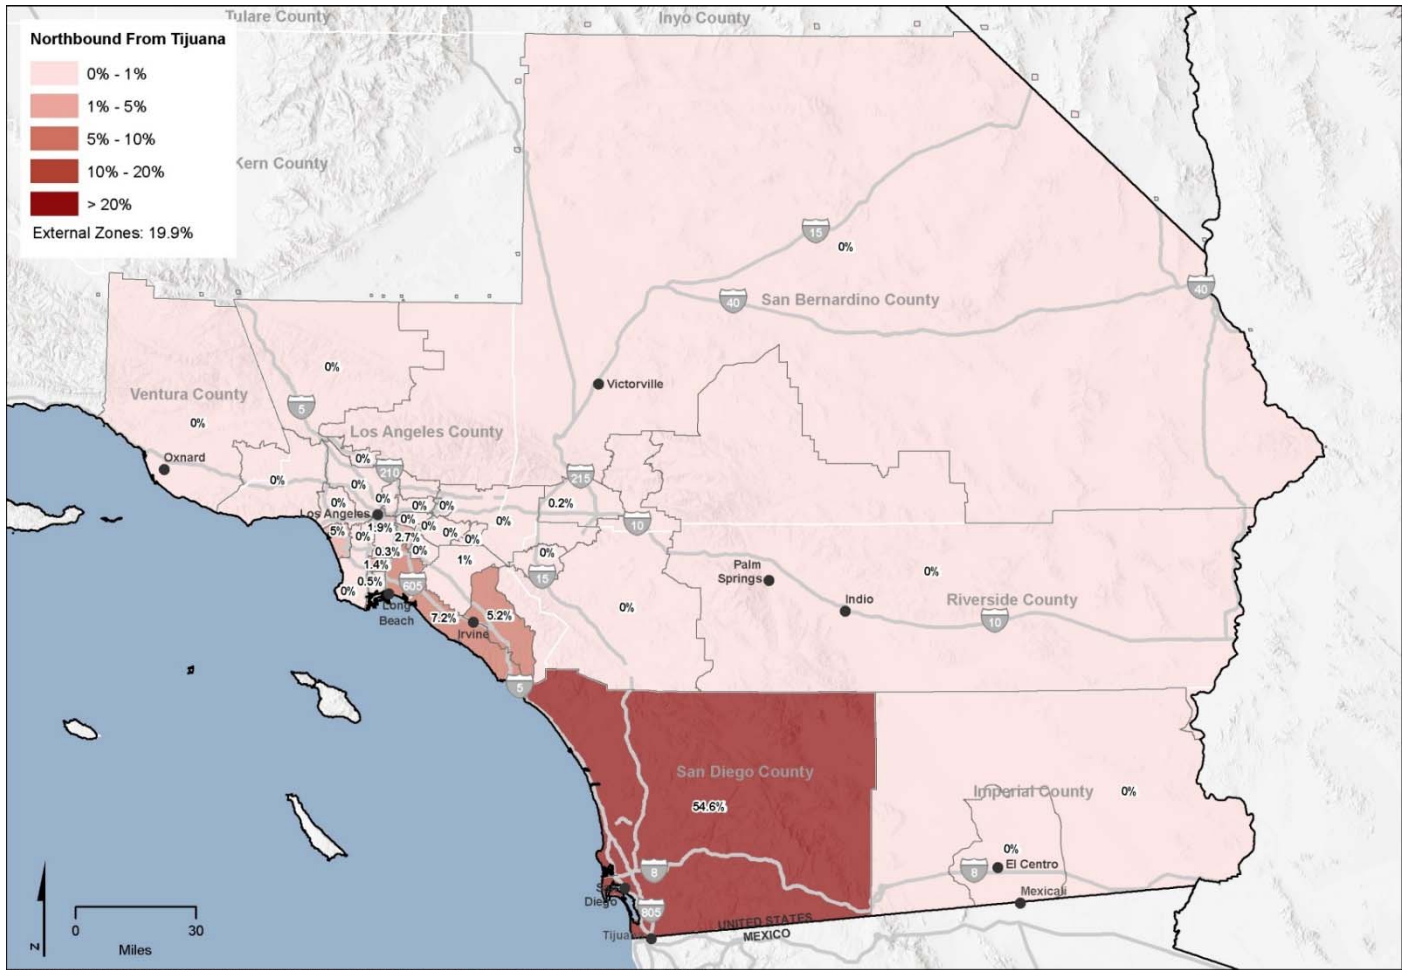 Tulare County
Inyo County
Northbound From Tijuana
0% - 1%
1% - 5%
5% - 10%
10% - 20%
> 20%
External Zones: 19.9%
Kern County
15
0%
40
40
San Bernardino County
0%
Victorville
Ventura County
5
0%
Los Angeles County
Oxnard
0%
210
215
0%
0%
0%
0%
0%
0%
0.2%
Los Angeles
0%
0%
10
5%
1.9%
0%
2.7%
0%
0%
0%
0.3%
0%
1%
0%
1.4%
0.5%
0%
605
15
Palm
Springs
0%
Indio
Riverside County
10
Long
Beach
7.2%
5.2%
0%
Irvine
5
San Diego County
54.6%
Imperial County
0%
0%
El Centro
8
8
Diego
Mexicali
805
UNITED STATES
MEXICO
N
0
30
Miles